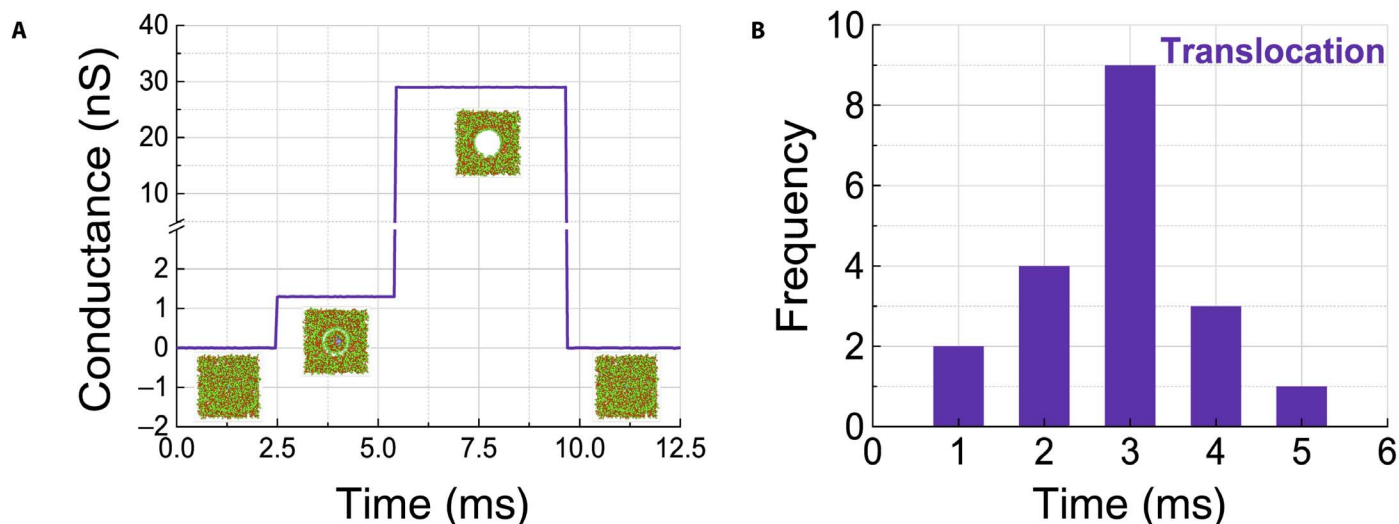 A
Conductance (nS)
40
30
20
10
2
1
0
–1
–2
0.0 2.5 5.0 7.5 10.0 12.5
Time (ms)
B
Translocation
Frequency
10
8
6
4
2
0
0 1 2 3 4 5 6
Time (ms)